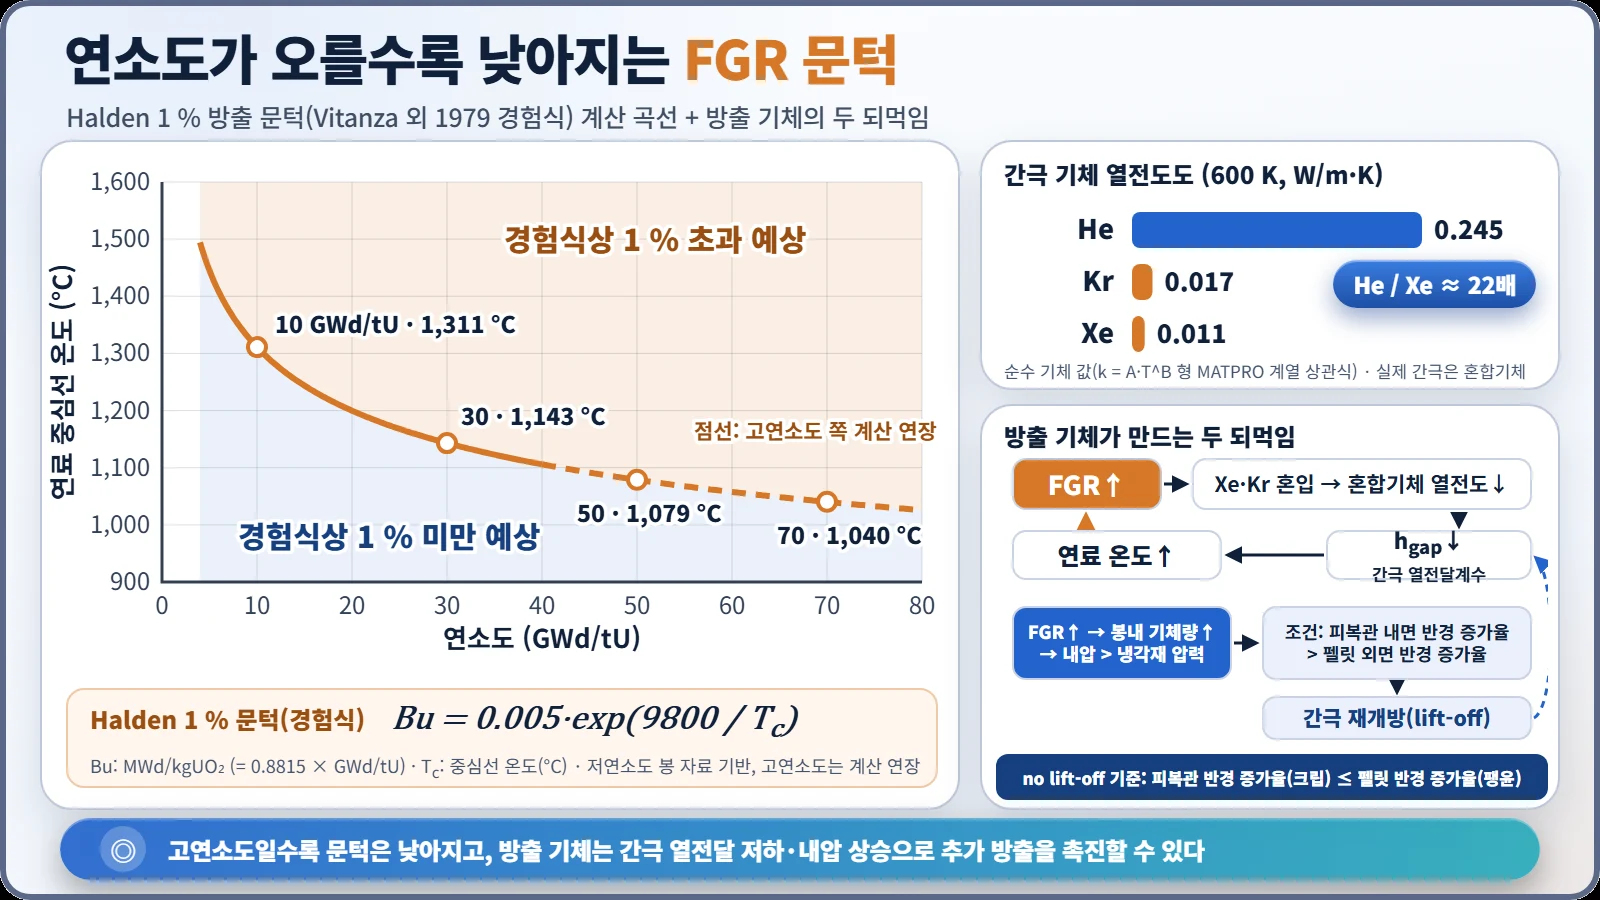 연소도가 오를수록 낮아지는 FGR 문턱
Halden 1 % 방출 문턱(Vitanza 외 1979 경험식) 계산 곡선 + 방출 기체의 두 되먹임
연료 중심선 온도 (°C)
1,600
1,500
1,400
1,300
1,200
1,100
1,000
900
경험식상 1 % 초과 예상
10 GWd/tU · 1,311 °C
30 · 1,143 °C
점선: 고연소도 쪽 계산 연장
50 · 1,079 °C
70 · 1,040 °C
경험식상 1 % 미만 예상
0 10 20 30 40 50 60 70 80
연소도 (GWd/tU)
Halden 1 % 문턱(경험식) Bu = 0.005·exp(9800 / Tc)
Bu: MWd/kgUO₂ (= 0.8815 × GWd/tU) · Tc: 중심선 온도(°C) · 저연소도 봉 자료 기반, 고연소도는 계산 연장
간극 기체 열전도도 (600 K, W/m·K)
He 0.245
Kr 0.017
Xe 0.011
He / Xe ≈ 22배
순수 기체 값(k = A·T^B 형 MATPRO 계열 상관식) · 실제 간극은 혼합기체
방출 기체가 만드는 두 되먹임
FGR↑
Xe·Kr 혼입 → 혼합기체 열전도↓
연료 온도↑
hgap↓
간극 열전달계수
FGR↑ → 봉내 기체량↑
→ 내압 > 냉각재 압력
조건: 피복관 내면 반경 증가율
> 펠릿 외면 반경 증가율
간극 재개방(lift-off)
no lift-off 기준: 피복관 반경 증가율(크립) ≤ 펠릿 반경 증가율(팽윤)
◎ 고연소도일수록 문턱은 낮아지고, 방출 기체는 간극 열전달 저하·내압 상승으로 추가 방출을 촉진할 수 있다